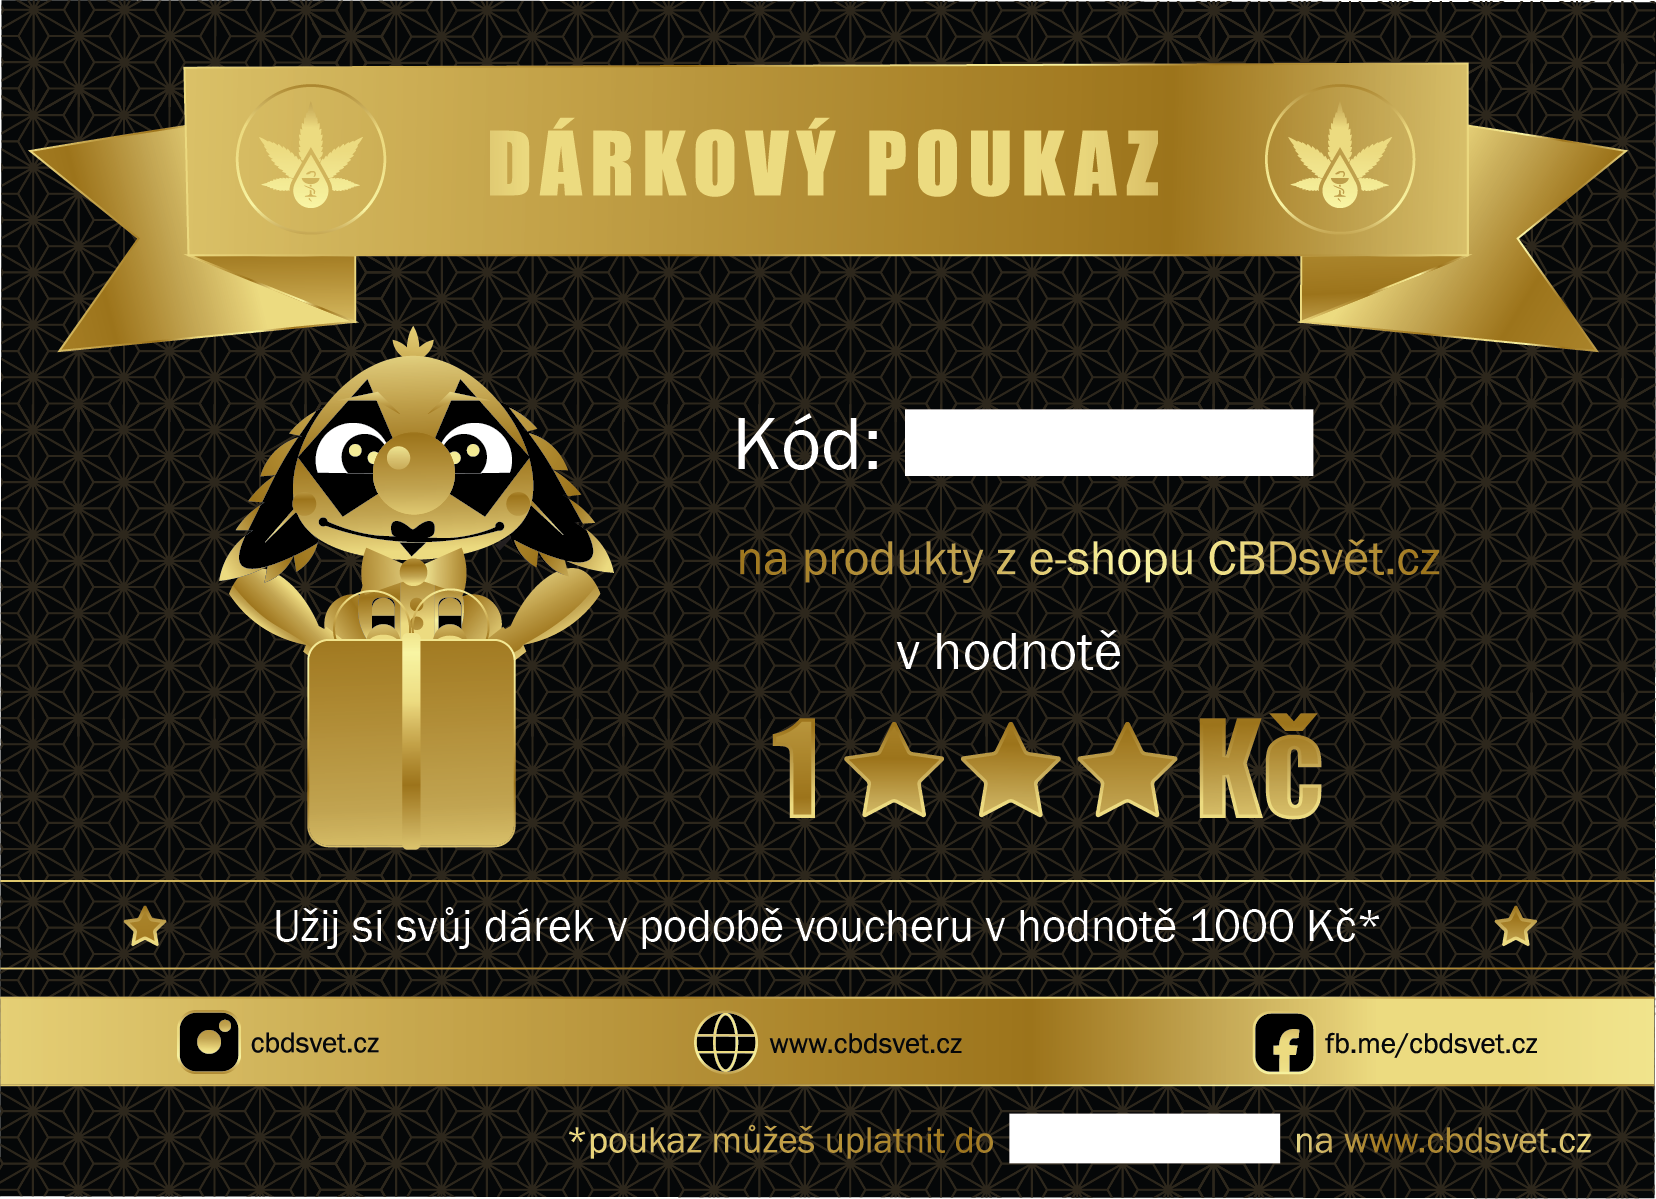 DÁRKOVÝ POUKAZ
Kód:
na produkty z e-shopu CBDsvět.cz
v hodnotě
1★★★Kč
Užij si svůj dárek v podobě voucheru v hodnotě 1000 Kč*
cbdsvet.cz
www.cbdsvet.cz
fb.me/cbdsvet.cz
*poukaz můžeš uplatnit do na www.cbdsvet.cz